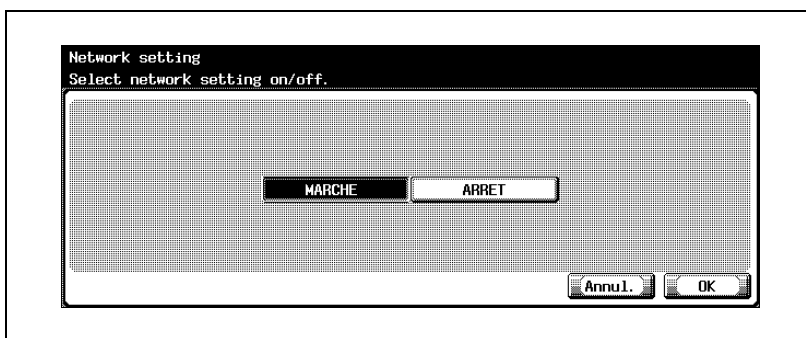 Network setting
Select network setting on/off.
MARCHE ARRET
Annul. OK